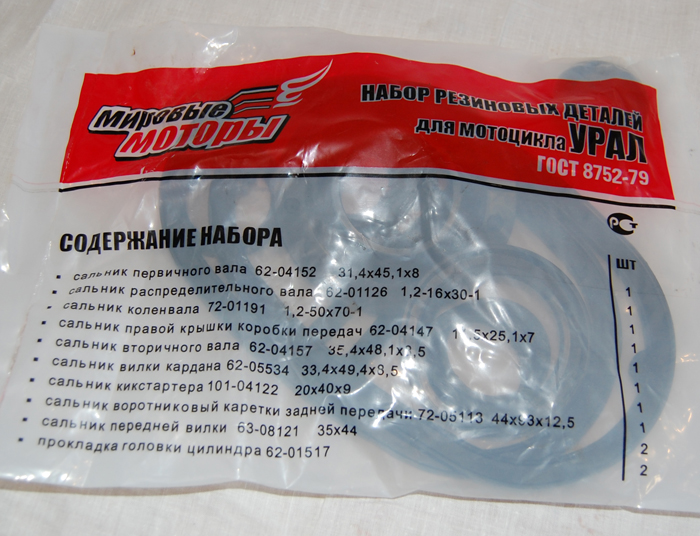 Мировые
МОТОРЫ
НАБОР РЕЗИНОВЫХ ДЕТАЛЕЙ
для мотоцикла УРАЛ
ГОСТ 8752-79
РСТ
СОДЕРЖАНИЕ НАБОРА
ШТ
• сальник первичного вала 62-04152 31,4х45,1х8 1
• сальник распределительного вала 62-01126 1,2-16х30-1 1
• сальник коленвала 72-01191 1,2-50х70-1 1
• сальник правой крышки коробки передач 62-04147 1
• сальник вторичного вала 62-04157 1
• сальник вилки кардана 62-05534 1
• сальник кикстартера 101-04122 20х40х9 1
• сальник воротниковый каретки задней передачи 72-05113 1
• сальник передней вилки 63-08121 35х44 2
• прокладка головки цилиндра 62-01517 2